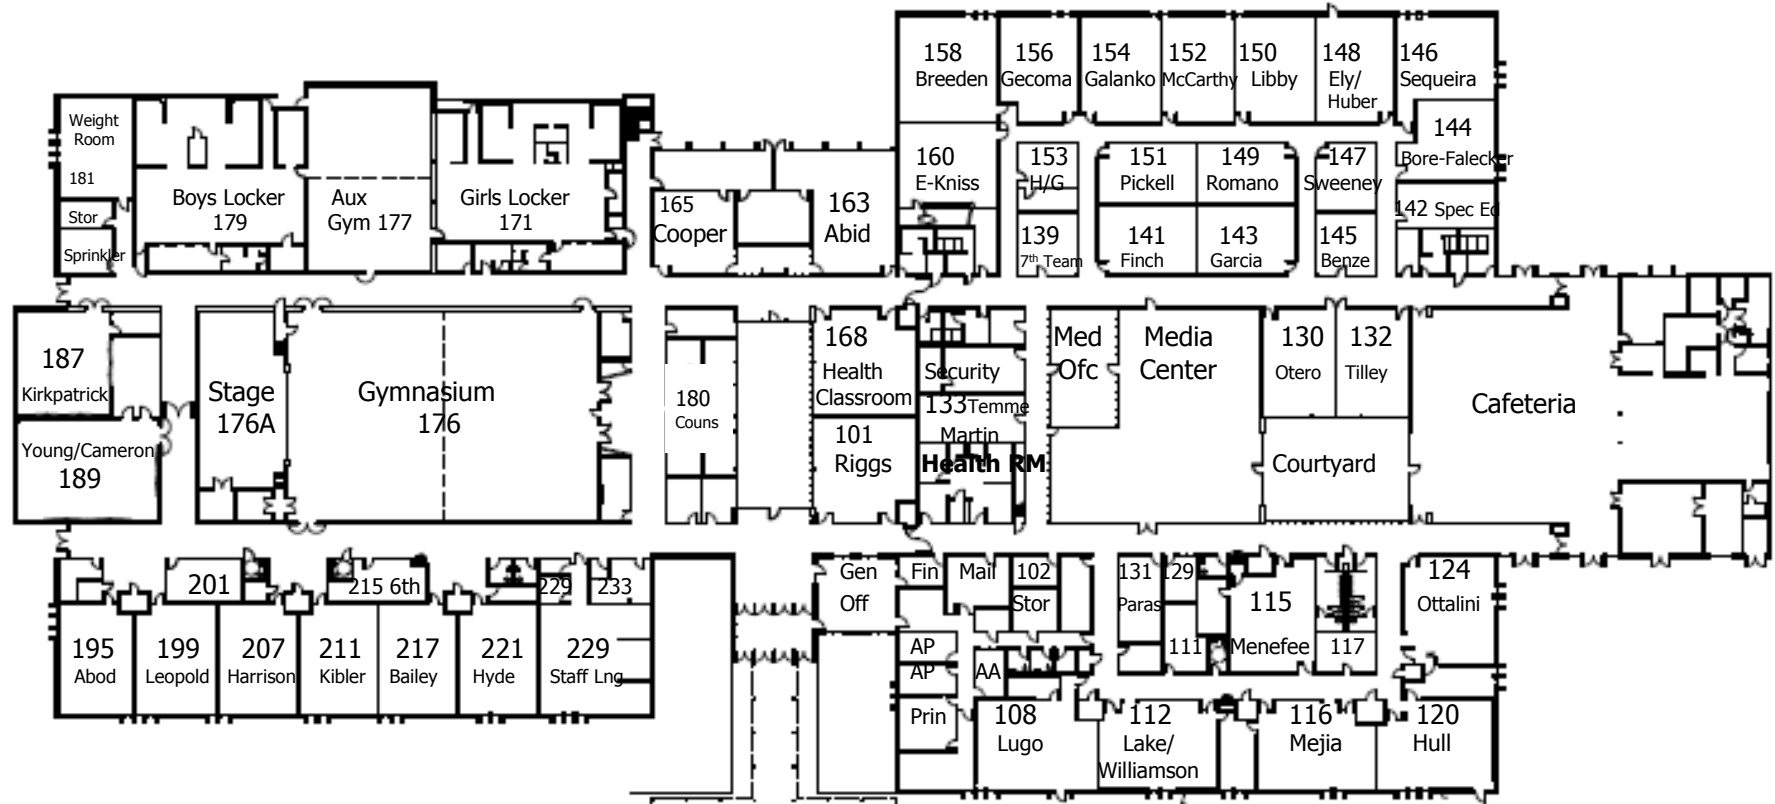 158
Breeden
156
Gecoma
154
Galanko
152
McCarthy
150
Libby
148
Ely/
Huber
146
Sequeira
144
Bore-Falecker
Weight
Room
181
Stor
Sprinkler
Boys Locker
179
Aux
Gym 177
Girls Locker
171
165
Cooper
163
Abid
160
E-Kniss
153
H/G
151
Pickell
149
Romano
147
Sweeney
142 Spec Ed
139
7th Team
141
Finch
143
Garcia
145
Benze
187
Kirkpatrick
Young/Cameron
189
Stage
176A
Gymnasium
176
180
Couns
168
Health
Classroom
101
Riggs
Security
133 Temme
Martin
Health RM
Med
Ofc
Media
Center
130
Otero
132
Tilley
Courtyard
Cafeteria
201
215 6th
229
233
195
Abod
199
Leopold
207
Harrison
211
Kibler
217
Bailey
221
Hyde
229
Staff Lng
Gen
Off
Fin
Mail
102
Stor
131
Paras
129
111
115
Menefee
117
124
Ottalini
AP
AP
AA
Prin
108
Lugo
112
Lake/
Williamson
116
Mejia
120
Hull